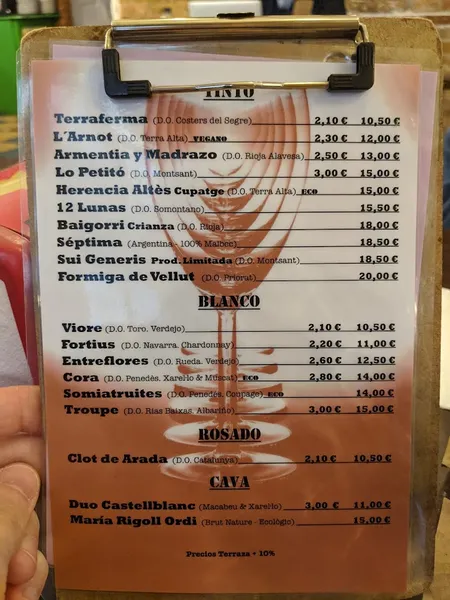 TINTO
Terraferma (D.O. Costers del Segre) 2,10 € 10,50 €
L´Arnot (D.O. Terra Alta) VEGANO 2,30 € 12,00 €
Armentia y Madrazo (D.O. Rioja Alavesa) 2,50 € 13,00 €
Lo Petitó (D.O. Montsant) 3,00 € 15,00 €
Herencia Altès Cupatge (D.O. Terra Alta) ECO 15,00 €
12 Lunas (D.O. Somontano) 15,50 €
Baigorri Crianza (D.O. Rioja) 18,00 €
Séptima (Argentina - 100% Malbec) 18,50 €
Sui Generis Prod. Limitada (D.O. Montsant) 18,50 €
Formiga de Vellut (D.O. Priorat) 20,00 €
BLANCO
Viore (D.O. Toro. Verdejo) 2,10 € 10,50 €
Fortius (D.O. Navarra. Chardonnay) 2,20 € 11,00 €
Entreflores (D.O. Rueda. Verdejo) 2,60 € 12,50 €
Cora (D.O. Penedès. Xarel·lo & Muscat) ECO 2,80 € 14,00 €
Somiatruites (D.O. Penedès. Coupage) ECO 14,00 €
Troupe (D.O. Rías Baixas. Albariño) 3,00 € 15,00 €
ROSADO
Clot de Arada (D.O. Catalunya) 2,10 € 10,50 €
CAVA
Duo Castellblanc (Macabeu & Xarel·lo) 3,00 € 11,00 €
María Rigoll Ordi (Brut Nature - Ecològic) 15,00 €
Precios Terraza + 10%